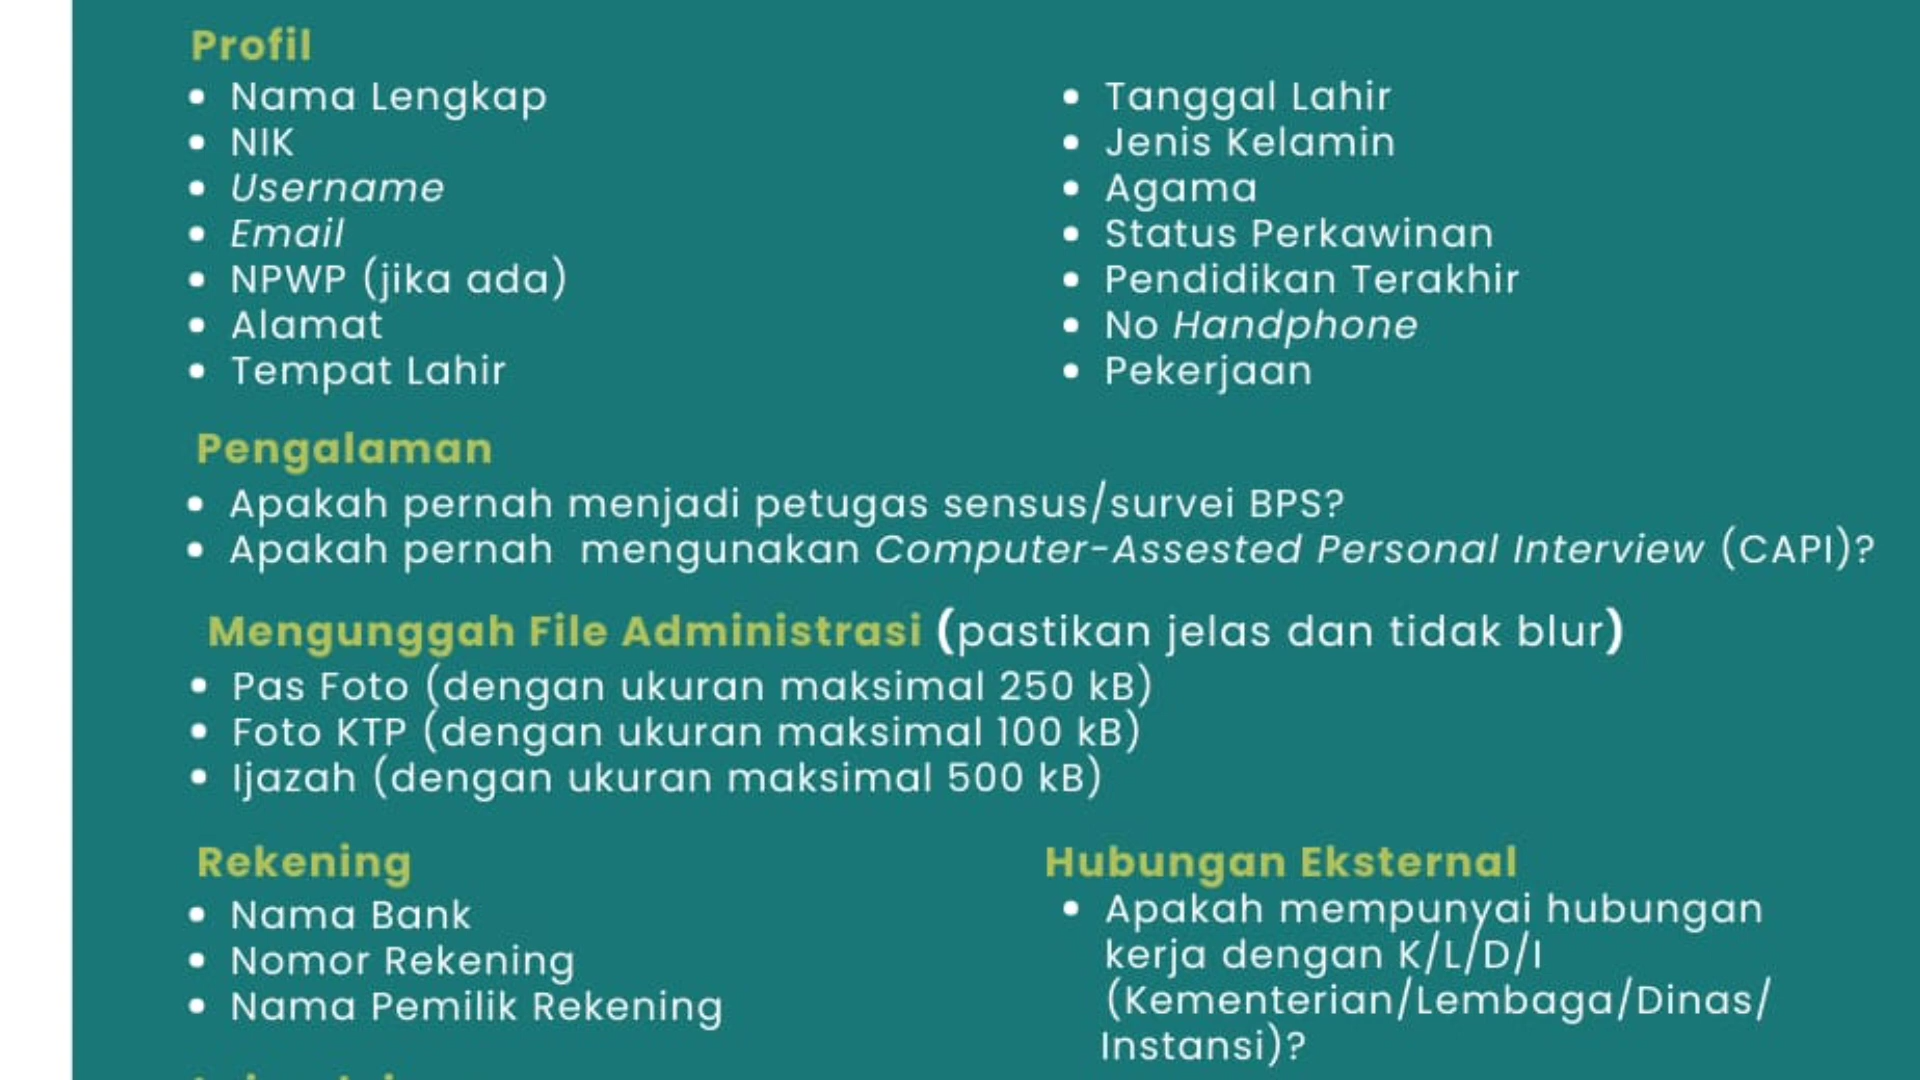 Profil
• Nama Lengkap
• NIK
• Username
• Email
• NPWP (jika ada)
• Alamat
• Tempat Lahir
• Tanggal Lahir
• Jenis Kelamin
• Agama
• Status Perkawinan
• Pendidikan Terakhir
• No Handphone
• Pekerjaan
Pengalaman
• Apakah pernah menjadi petugas sensus/survei BPS?
• Apakah pernah mengunakan Computer-Assested Personal Interview (CAPI)?
Mengunggah File Administrasi (pastikan jelas dan tidak blur)
• Pas Foto (dengan ukuran maksimal 250 kB)
• Foto KTP (dengan ukuran maksimal 100 kB)
• Ijazah (dengan ukuran maksimal 500 kB)
Rekening
• Nama Bank
• Nomor Rekening
• Nama Pemilik Rekening
Hubungan Eksternal
• Apakah mempunyai hubungan
kerja dengan K/L/D/I
(Kementerian/Lembaga/Dinas/
Instansi)?